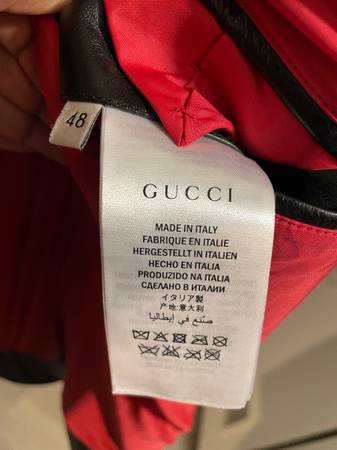 48
GUCCI
MADE IN ITALY
FABRIQUE EN ITALIE
HERGESTELLT IN ITALIEN
HECHO EN ITALIA
PRODUZIDO NA ITALIA
СДЕЛАНО В ИТАЛИИ
イタリア製
产地:意大利
صنع في إيطاليا